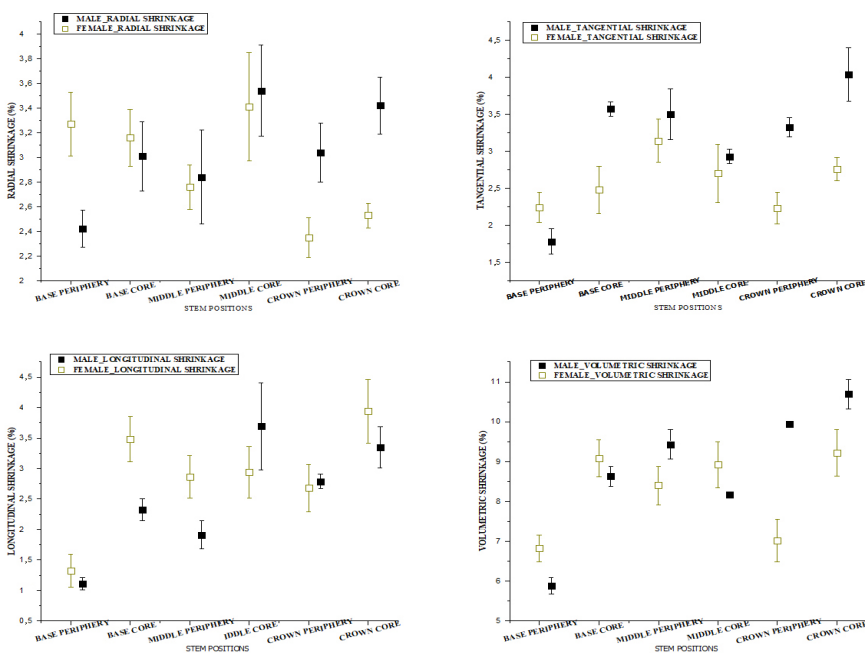 MALE_RADIAL SHRINKAGE
FEMALE_RADIAL SHRINKAGE
RADIAL SHRINKAGE (%)
4
3,8
3,6
3,4
3,2
3
2,8
2,6
2,4
2,2
2
BASE PERIPHERY BASE CORE MIDDLE PERIPHERY MIDDLE CORE CROWN PERIPHERY CROWN CORE
STEM POSITIONS
MALE_TANGENTIAL SHRINKAGE
FEMALE_TANGENTIAL SHRINKAGE
TANGENTIAL SHRINKAGE (%)
4,5
4
3,5
3
2,5
2
1,5
BASE PERIPHERY BASE CORE MIDDLE PERIPHERY MIDDLE CORE CROWN PERIPHERY CROWN CORE
STEM POSITIONS
MALE_LONGITUDINAL SHRINKAGE
FEMALE_LONGITUDINAL SHRINKAGE
LONGITUDINAL SHRINKAGE (%)
4,5
4
3,5
3
2,5
2
1,5
1
0,5
BASE PERIPHERY BASE CORE MIDDLE PERIPHERY IDDLE CORE CROWN PERIPHERY CROWN CORE
STEM POSITIONS
MALE_VOLUMETRIC SHRINKAGE
FEMALE_VOLUMETRIC SHRINKAGE
VOLUMETRIC SHRINKAGE (%)
11
10
9
8
7
6
5
BASE PERIPHERY BASE CORE MIDDLE PERIPHERY MIDDLE CORE CROWN PERIPHERY CROWN CORE
STEM POSITIONS